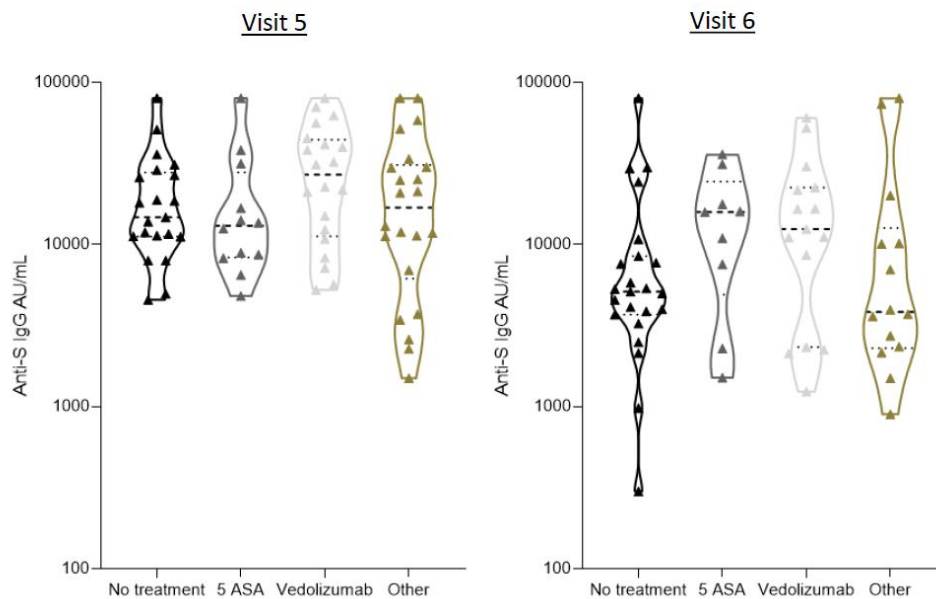 Visit 5
Visit 6
Anti-S IgG AU/mL
100000
10000
1000
100
No treatment 5 ASA Vedolizumab Other
Anti-S IgG AU/mL
100000
10000
1000
100
No treatment 5 ASA Vedolizumab Other